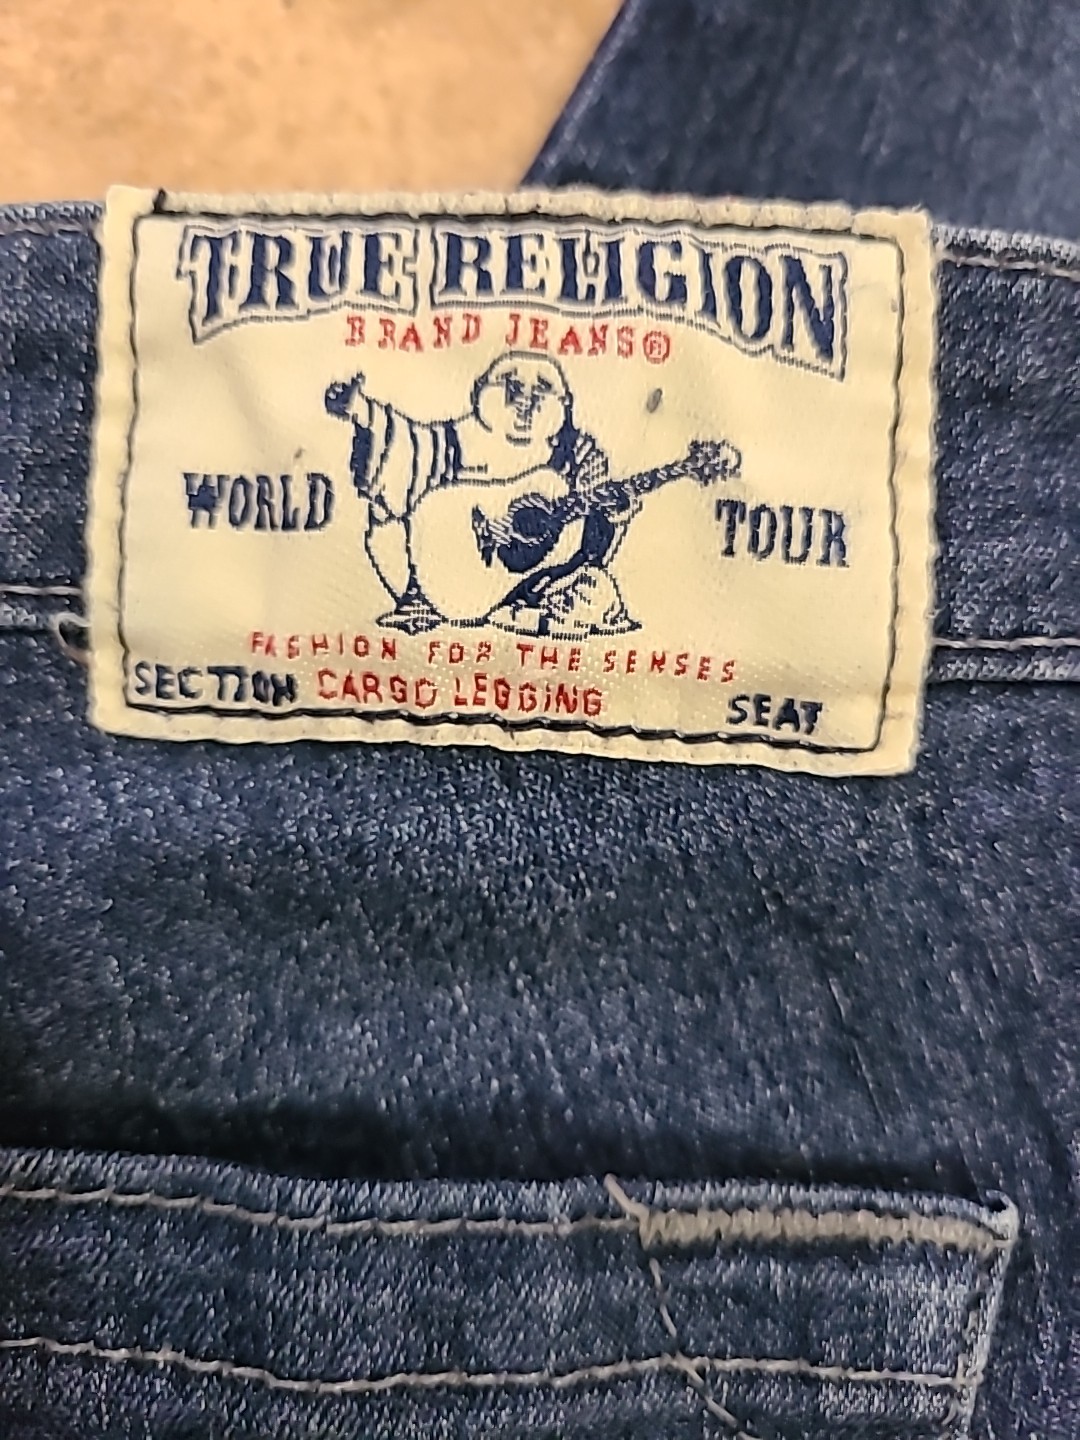 TRUE RELIGION
BRAND JEANS®
WORLD TOUR
FASHION FOR THE SENSES
SECTION CARGO LEGGING SEAT